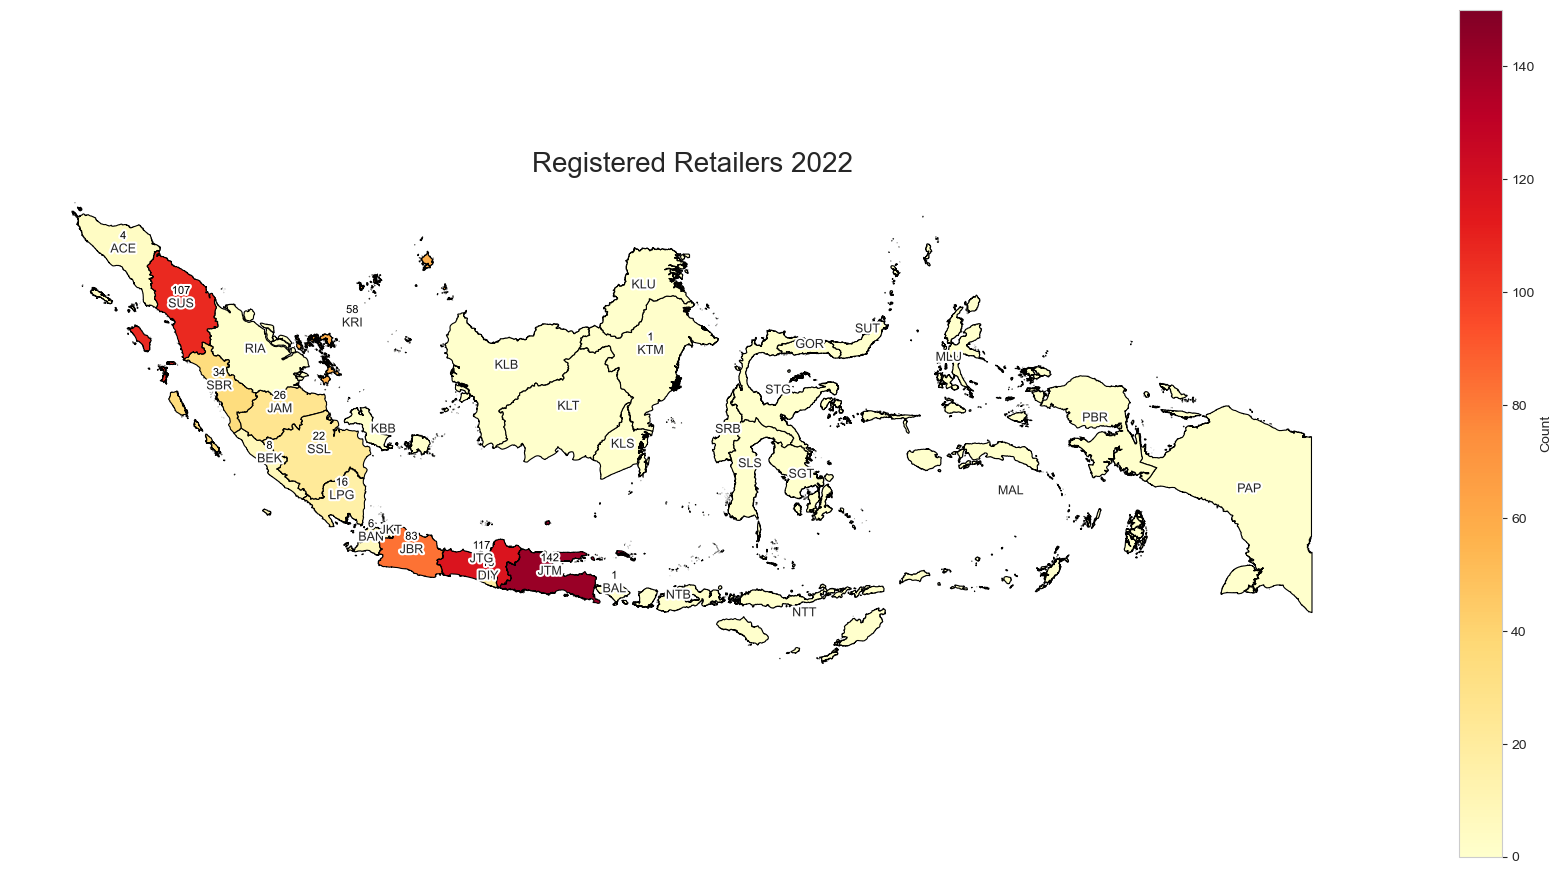 Registered Retailers 2022
4
ACE
107
SUS
58
KRI
RIA
34
SBR
26
JAM
22
SSL
8
BEK
16
LPG
KBB
6
BAN
JKT
83
JBR
117
JTG
DIY
142
JTM
1
BAL
NTB
NTT
KLU
1
KTM
KLB
KLT
KLS
GOR
SUT
STG
SRB
SLS
SGT
MLU
MAL
PBR
PAP
140
120
100
80
60
40
20
0
Count